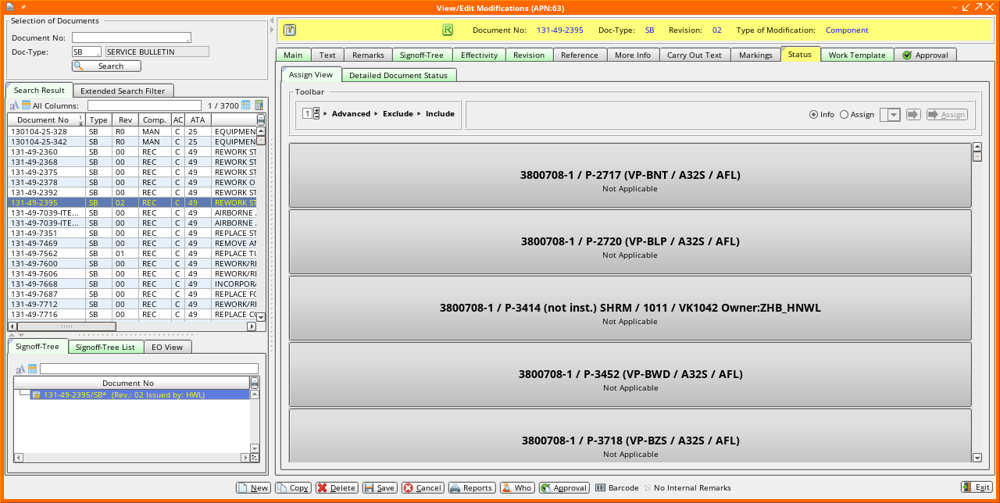 View/Edit Modifications (APN:63)
Selection of Documents
Document No:
Doc-Type: SB SERVICE BULLETIN
Search
Search Result Extended Search Filter
All Columns: 1 / 3700
Document No 1 Type Rev Comp. AC ATA
130104-25-328 SB R0 MAN C 25 EQUIPMEN
130104-25-342 SB R0 MAN C 25 EQUIPMEN
131-49-2360 SB 00 REC C 49 REWORK ST
131-49-2368 SB 00 REC C 49 REWORK ST
131-49-2375 SB 00 REC C 49 REWORK ST
131-49-2378 SB 00 REC C 49 REWORK O
131-49-2392 SB 00 REC C 49 REWORK ST
131-49-2395 SB 02 REC C 49 REWORK ST
131-49-7039-ITE... SB 00 REC C 49 AIRBORNE
131-49-7039-ITE... SB 00 REC C 49 AIRBORNE
131-49-7351 SB 00 REC C 49 REPLACE ST
131-49-7469 SB 00 REC C 49 REMOVE AN
131-49-7562 SB 01 REC C 49 REPLACE TU
131-49-7600 SB 00 REC C 49 REWORK/RE
131-49-7606 SB 00 REC C 49 REWORK/RE
131-49-7668 SB 00 REC C 49 INCORPORA
131-49-7687 SB 00 REC C 49 REPLACE FO
131-49-7712 SB 00 REC C 49 REWORK/RE
131-49-7716 SB 00 REC C 49 REPLACE CO
Signoff-Tree Signoff-Tree List EO View
Document No
131-49-2395/SB* (Rev.: 02 Issued by: HWL)
R Document No: 131-49-2395 Doc-Type: SB Revision: 02 Type of Modification: Component
Main Text Remarks Signoff-Tree Effectivity Revision Reference More Info Carry Out Text Markings Status Work Template Approval
Assign View Detailed Document Status
Toolbar
1 Advanced Exclude Include Info Assign Assign
3800708-1 / P-2717 (VP-BNT / A32S / AFL)
Not Applicable
3800708-1 / P-2720 (VP-BLP / A32S / AFL)
Not Applicable
3800708-1 / P-3414 (not inst.) SHRM / 1011 / VK1042 Owner:ZHB_HNWL
Not Applicable
3800708-1 / P-3452 (VP-BWD / A32S / AFL)
Not Applicable
3800708-1 / P-3718 (VP-BZS / A32S / AFL)
Not Applicable
New Copy Delete Save Cancel Reports Who Approval Barcode No Internal Remarks Exit